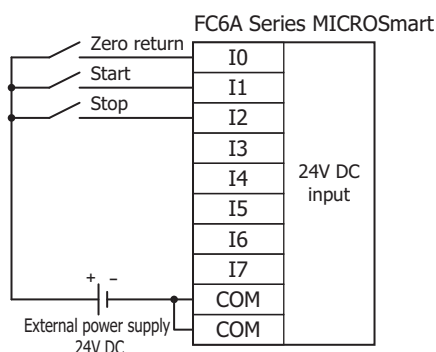 FC6A Series MICROSmart
Zero return
I0
Start
I1
Stop
I2
I3
I4
24V DC
input
I5
I6
I7
+ −
COM
External power supply
24V DC
COM